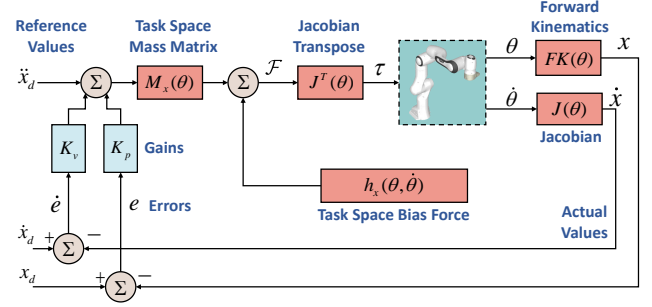 Reference
Values
Task Space
Mass Matrix
Jacobian
Transpose
Forward
Kinematics
ẍ_d
Σ
M_x(θ)
Σ
ℱ
J^T(θ)
τ
θ
FK(θ)
x
θ̇
J(θ)
ẋ
Jacobian
K_v
K_p
Gains
h_x(θ,θ̇)
Task Space Bias Force
ė
e
Errors
Actual
Values
ẋ_d
+
Σ
−
x_d
+
Σ
−